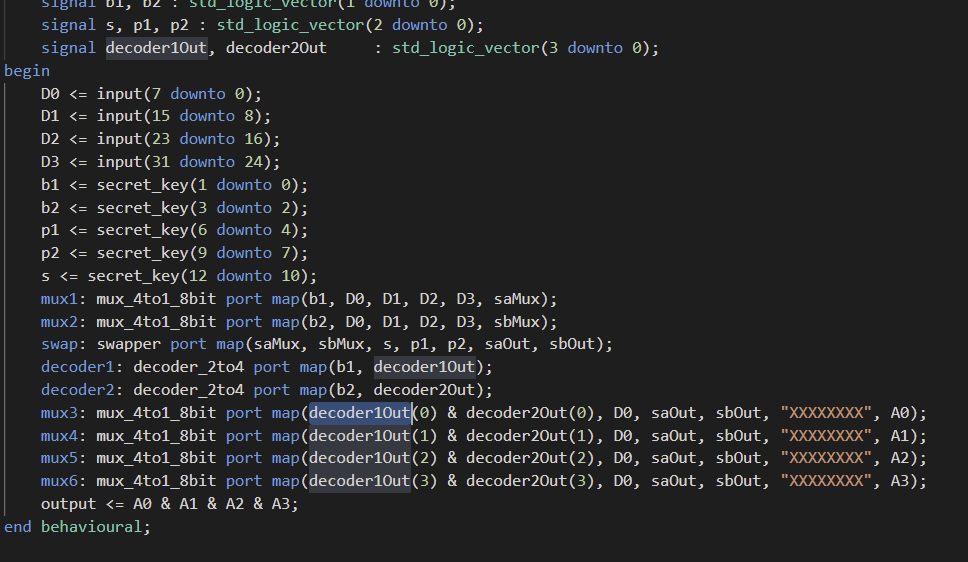 signal b1, b2 : std_logic_vector(1 downto 0);
signal s, p1, p2 : std_logic_vector(2 downto 0);
signal decoder1Out, decoder2Out     : std_logic_vector(3 downto 0);
begin
D0 <= input(7 downto 0);
D1 <= input(15 downto 8);
D2 <= input(23 downto 16);
D3 <= input(31 downto 24);
b1 <= secret_key(1 downto 0);
b2 <= secret_key(3 downto 2);
p1 <= secret_key(6 downto 4);
p2 <= secret_key(9 downto 7);
s <= secret_key(12 downto 10);
mux1: mux_4to1_8bit port map(b1, D0, D1, D2, D3, saMux);
mux2: mux_4to1_8bit port map(b2, D0, D1, D2, D3, sbMux);
swap: swapper port map(saMux, sbMux, s, p1, p2, saOut, sbOut);
decoder1: decoder_2to4 port map(b1, decoder1Out);
decoder2: decoder_2to4 port map(b2, decoder2Out);
mux3: mux_4to1_8bit port map(decoder1Out(0) & decoder2Out(0), D0, saOut, sbOut, "XXXXXXXX", A0);
mux4: mux_4to1_8bit port map(decoder1Out(1) & decoder2Out(1), D0, saOut, sbOut, "XXXXXXXX", A1);
mux5: mux_4to1_8bit port map(decoder1Out(2) & decoder2Out(2), D0, saOut, sbOut, "XXXXXXXX", A2);
mux6: mux_4to1_8bit port map(decoder1Out(3) & decoder2Out(3), D0, saOut, sbOut, "XXXXXXXX", A3);
output <= A0 & A1 & A2 & A3;
end behavioural;